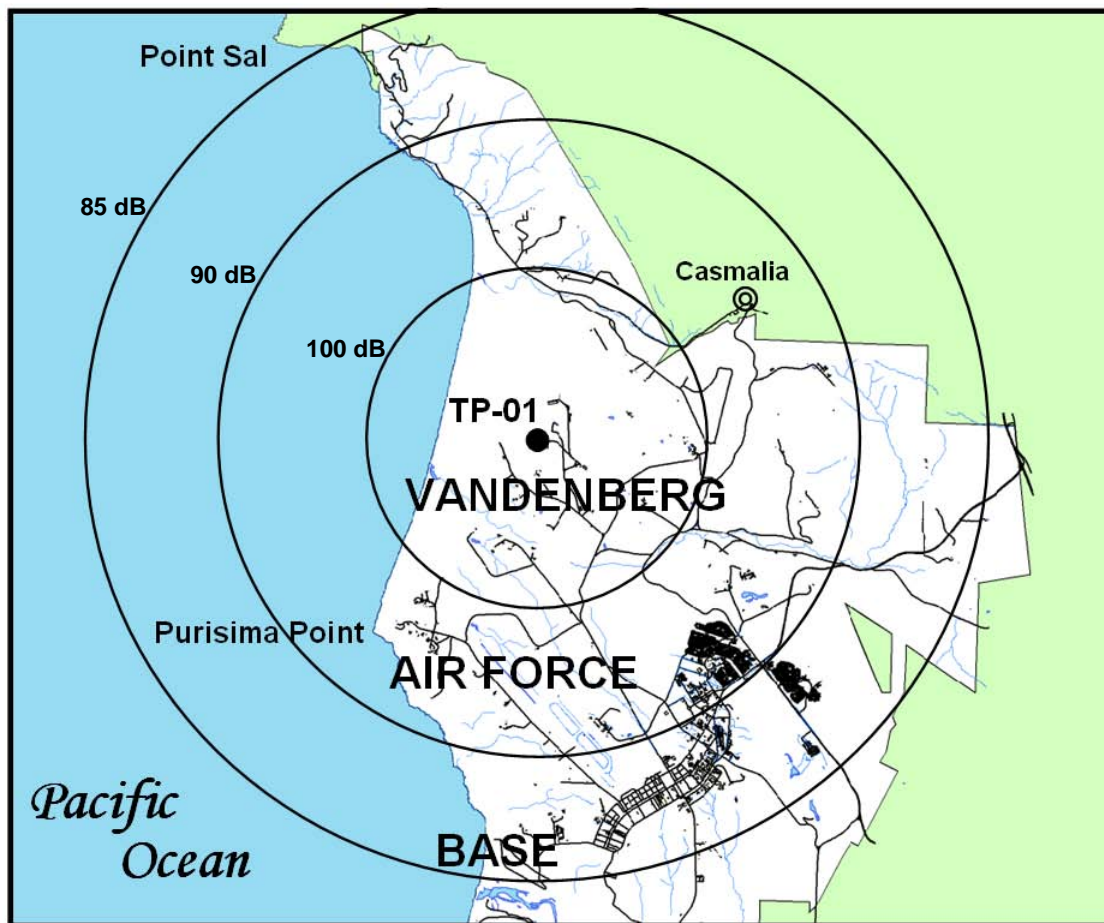 Point Sal
85 dB
90 dB
Casmalia
100 dB
TP-01
VANDENBERG
Purisima Point
AIR FORCE
Pacific
Ocean
BASE